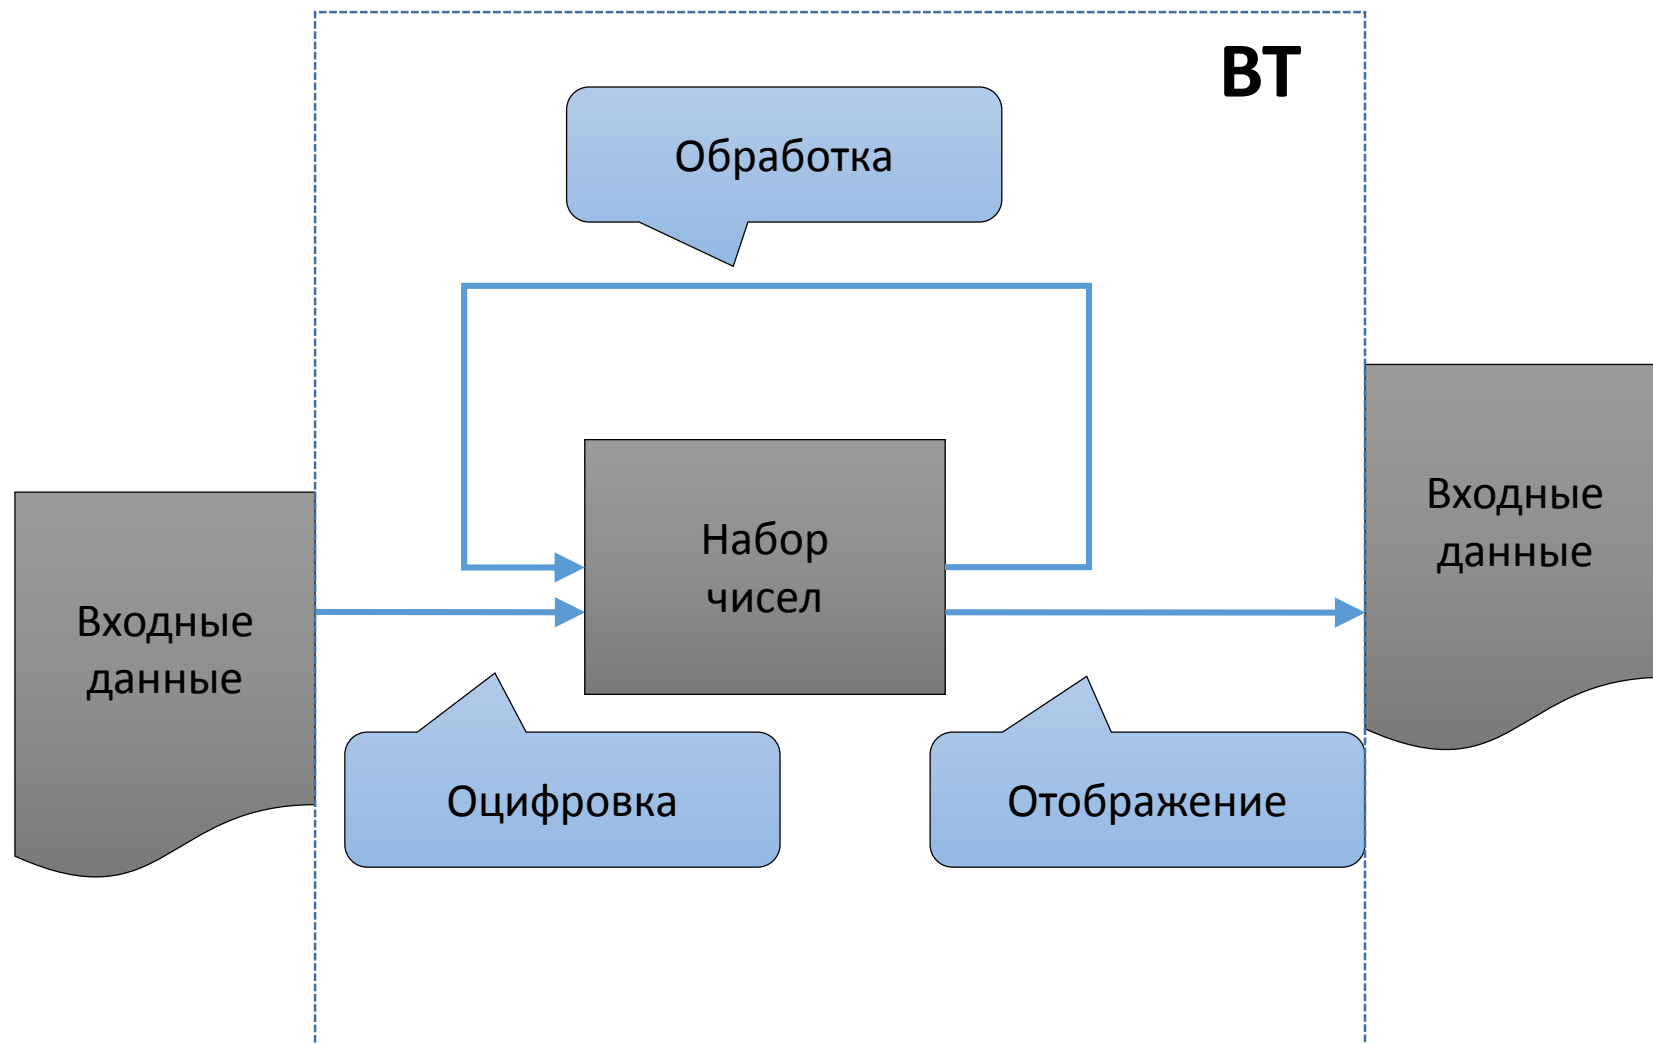 ВТ
Обработка
Входные
данные
Набор
чисел
Входные
данные
Оцифровка
Отображение